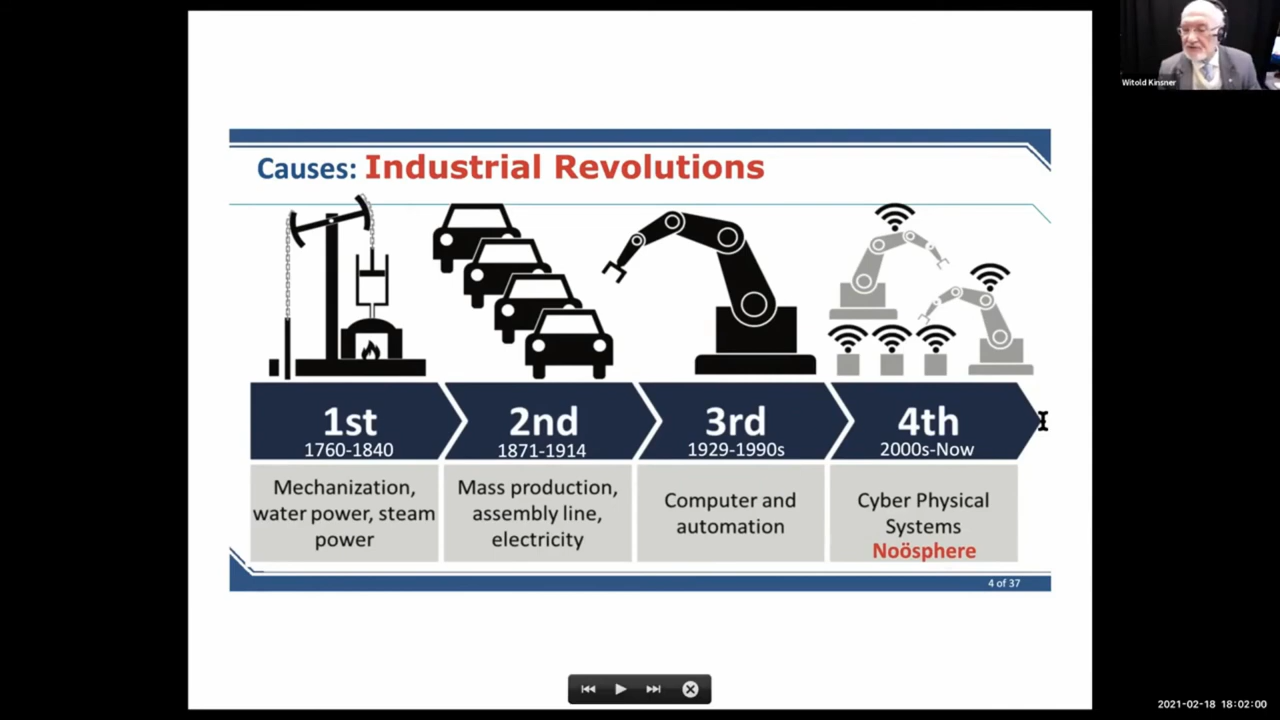 Witold Kinsner
Causes: Industrial Revolutions
1st
1760-1840
2nd
1871-1914
3rd
1929-1990s
4th
2000s-Now
Mechanization,
water power, steam
power
Mass production,
assembly line,
electricity
Computer and
automation
Cyber Physical
Systems
Noösphere
4 of 37
2021-02-18 18:02:00